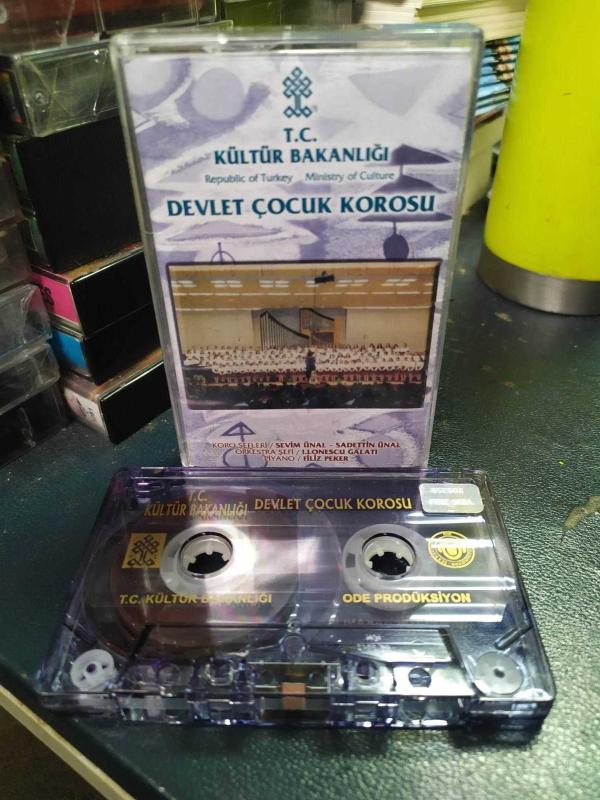 T.C.
KÜLTÜR BAKANLIĞI
Republic of Turkey Ministry of Culture
DEVLET ÇOCUK KOROSU
KORO ŞEFLERİ / SEVİM ÜNAL - SADETTİN ÜNAL
ORKESTRA ŞEFİ / I.IONESCU GALATI
PİYANO / FİLİZ PEKER
T.C.
KÜLTÜR BAKANLIĞI DEVLET ÇOCUK KOROSU
T.C. KÜLTÜR BAKANLIĞI ODE PRODÜKSİYON